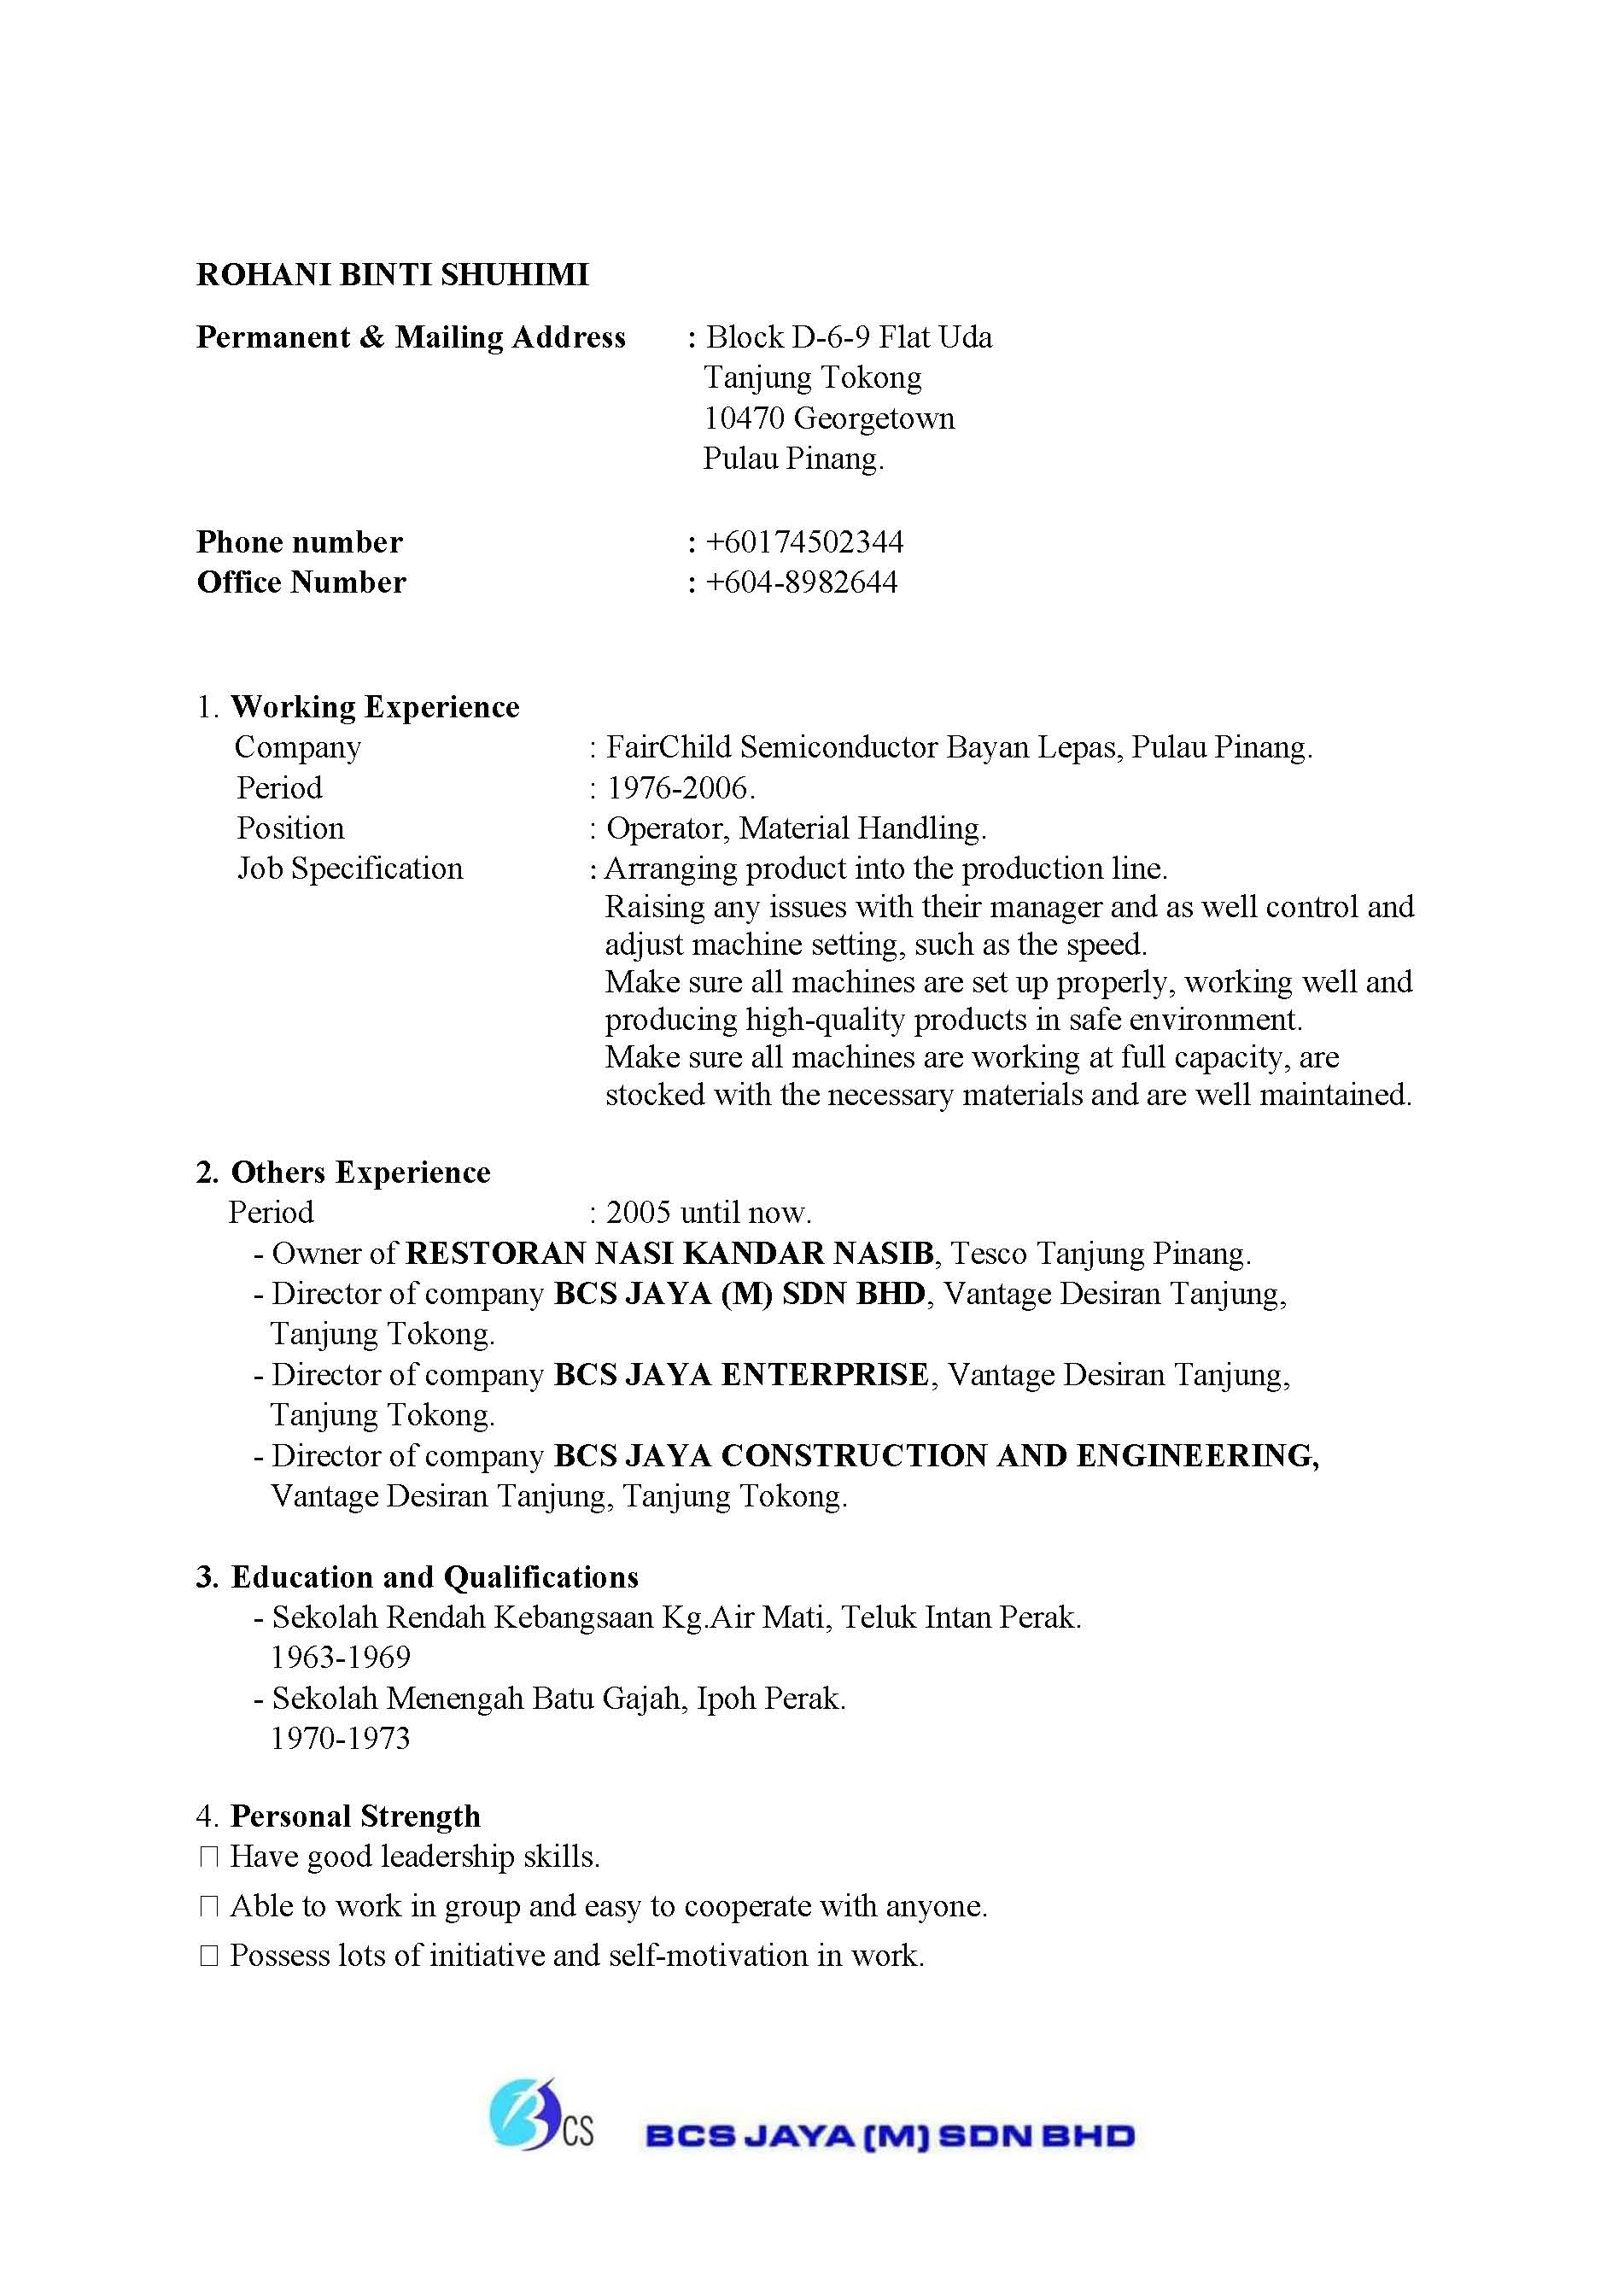 ROHANI BINTI SHUHIMI
Permanent & Mailing Address : Block D-6-9 Flat Uda
Tanjung Tokong
10470 Georgetown
Pulau Pinang.
Phone number : +60174502344
Office Number : +604-8982644
1. Working Experience
Company : FairChild Semiconductor Bayan Lepas, Pulau Pinang.
Period : 1976-2006.
Position : Operator, Material Handling.
Job Specification : Arranging product into the production line.
Raising any issues with their manager and as well control and
adjust machine setting, such as the speed.
Make sure all machines are set up properly, working well and
producing high-quality products in safe environment.
Make sure all machines are working at full capacity, are
stocked with the necessary materials and are well maintained.
2. Others Experience
Period : 2005 until now.
- Owner of RESTORAN NASI KANDAR NASIB, Tesco Tanjung Pinang.
- Director of company BCS JAYA (M) SDN BHD, Vantage Desiran Tanjung,
Tanjung Tokong.
- Director of company BCS JAYA ENTERPRISE, Vantage Desiran Tanjung,
Tanjung Tokong.
- Director of company BCS JAYA CONSTRUCTION AND ENGINEERING,
Vantage Desiran Tanjung, Tanjung Tokong.
3. Education and Qualifications
- Sekolah Rendah Kebangsaan Kg.Air Mati, Teluk Intan Perak.
1963-1969
- Sekolah Menengah Batu Gajah, Ipoh Perak.
1970-1973
4. Personal Strength
Have good leadership skills.
Able to work in group and easy to cooperate with anyone.
Possess lots of initiative and self-motivation in work.
BCS BCS JAYA (M) SDN BHD